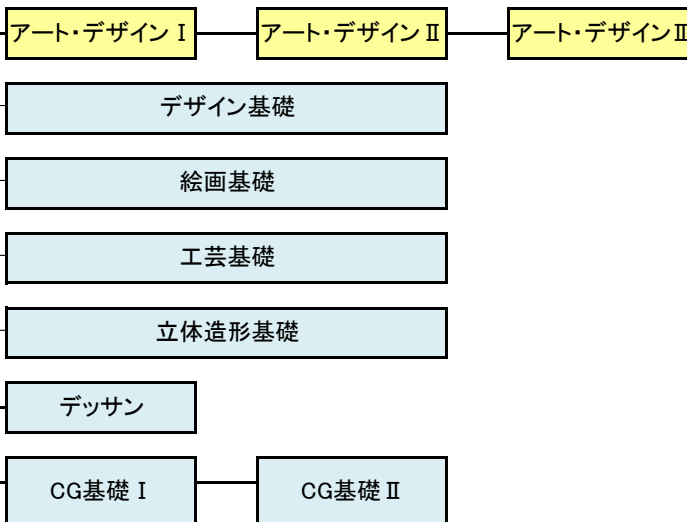 アート・デザインⅠ アート・デザインⅡ アート・デザインⅡ
デザイン基礎
絵画基礎
工芸基礎
立体造形基礎
デッサン
CG基礎Ⅰ CG基礎Ⅱ